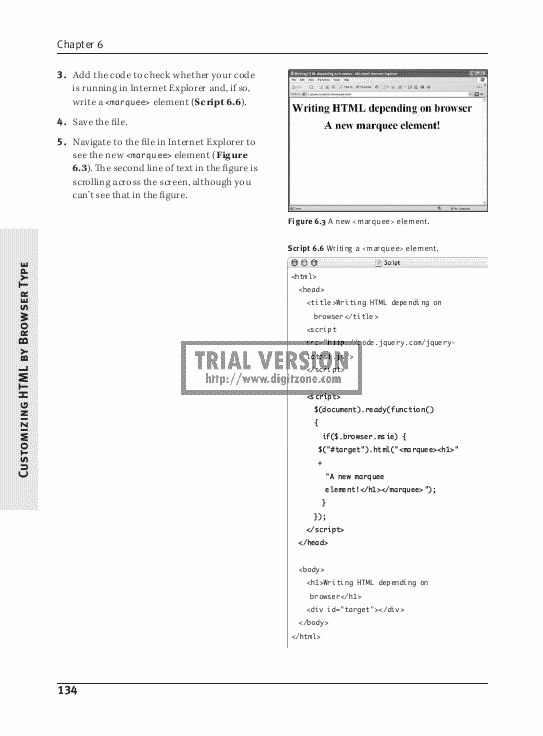 Chapter 6
3. Add the code to check whether your code
is running in Internet Explorer and, if so,
write a <marquee> element (Script 6.6).
4. Save the file.
5. Navigate to the file in Internet Explorer to
see the new <marquee> element (Figure
6.3). The second line of text in the figure is
scrolling across the screen, although you
can't see that in the figure.
Writing HTML depending on browser
A new marquee element!
Figure 6.3 A new <marquee> element.
Script 6.6 Writing a <marquee> element.
Script
<html>
<head>
<title>Writing HTML depending on
browser</title>
<script
src="http://code.jquery.com/jquery-
latest.js">
</script>
<script>
$(document).ready(function()
{
if($.browser.msie) {
$("#target").html("<marquee><h1>"
+
"A new marquee
element!</h1></marquee>");
}
});
</script>
</head>
<body>
<h1>Writing HTML depending on
browser</h1>
<div id="target"></div>
</body>
</html>
TRIAL VERSION
http://www.digitzone.com
Customizing HTML by Browser Type
134